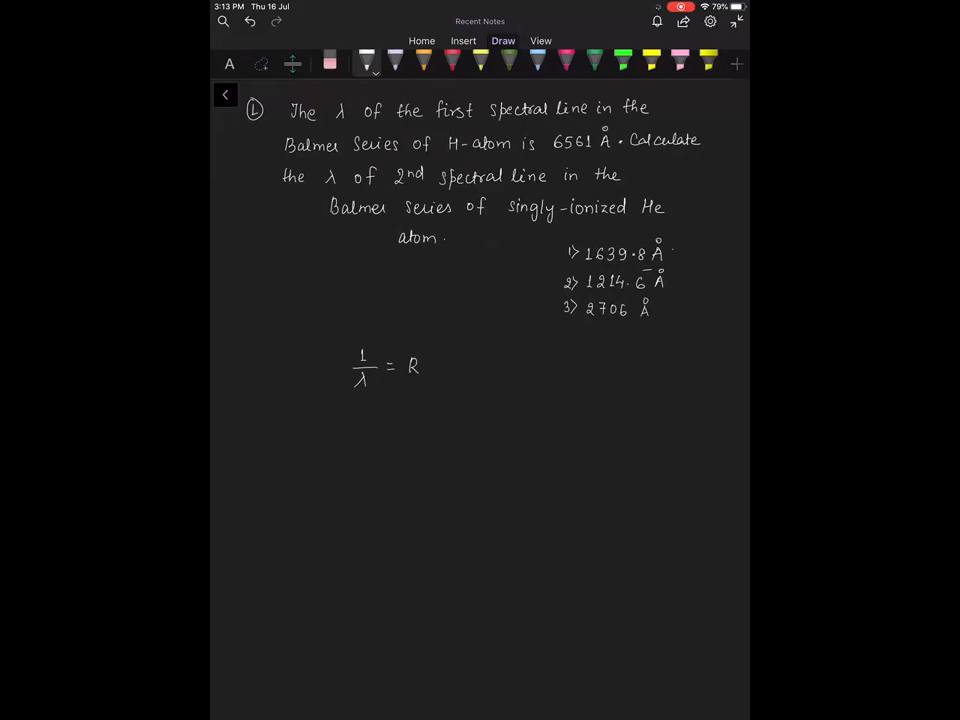 3:13 PM Thu 16 Jul
79%
Recent Notes
Home Insert Draw View
A
① The λ of the first spectral line in the
Balmer series of H-atom is 6561 Å. Calculate
the λ of 2nd spectral line in the
Balmer series of singly-ionized He
atom.
1) 1639.8 Å
2) 1214.6 Å
3) 2706 Å
1/λ = R